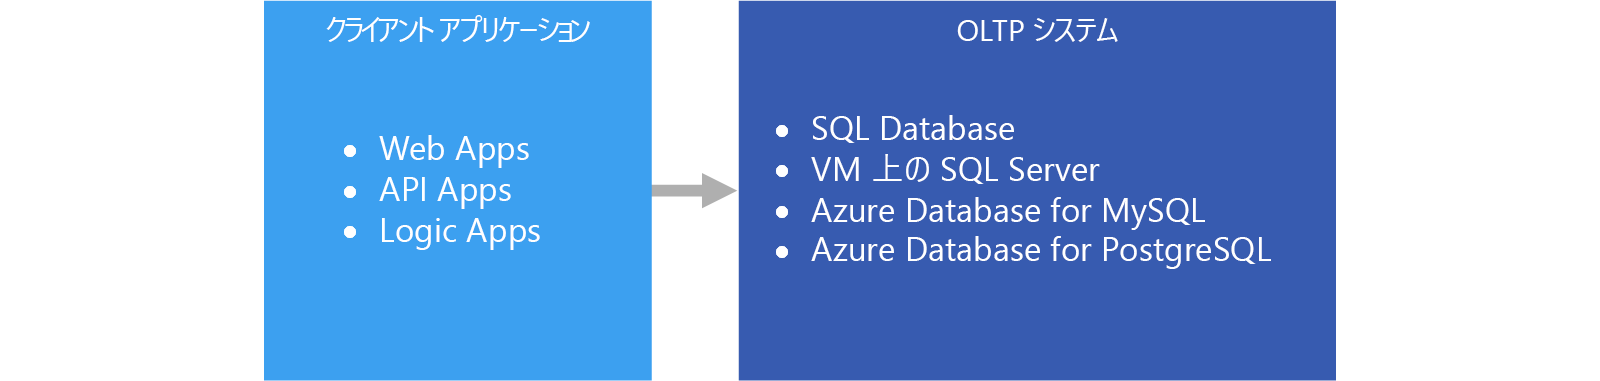 クライアント アプリケーション
● Web Apps
● API Apps
● Logic Apps
OLTP システム
● SQL Database
● VM 上の SQL Server
● Azure Database for MySQL
● Azure Database for PostgreSQL